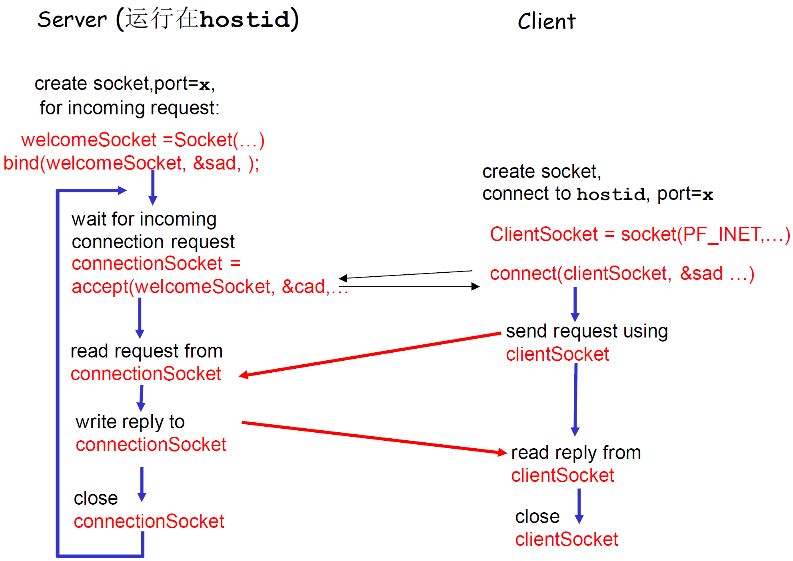 Server (运行在hostid)
create socket,port=x,
for incoming request:
welcomeSocket =Socket(…)
bind(welcomeSocket, &sad, );
wait for incoming
connection request
connectionSocket =
accept(welcomeSocket, &cad,…
read request from
connectionSocket
write reply to
connectionSocket
close
connectionSocket
Client
create socket,
connect to hostid, port=x
ClientSocket = socket(PF_INET,…)
connect(clientSocket, &sad …)
send request using
clientSocket
read reply from
clientSocket
close
clientSocket